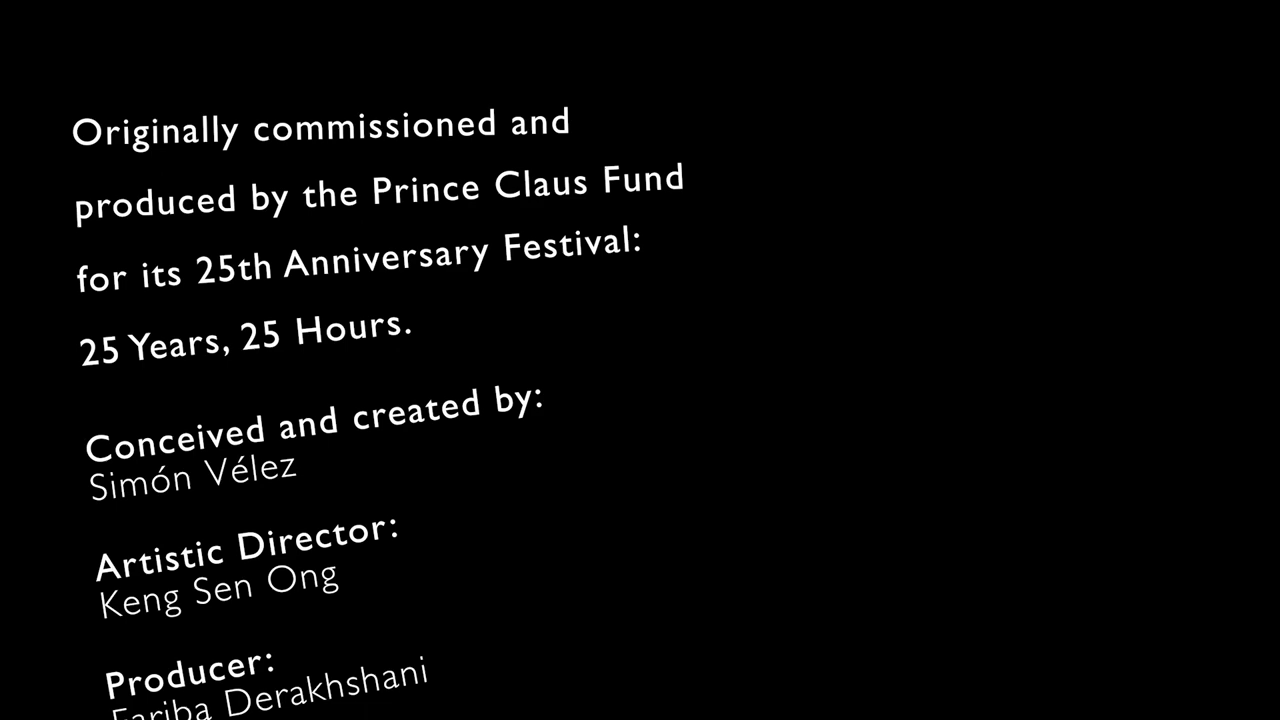 Originally commissioned and
produced by the Prince Claus Fund
for its 25th Anniversary Festival:
25 Years, 25 Hours.
Conceived and created by:
Simón Vélez
Artistic Director:
Keng Sen Ong
Producer:
Fariba Derakhshani